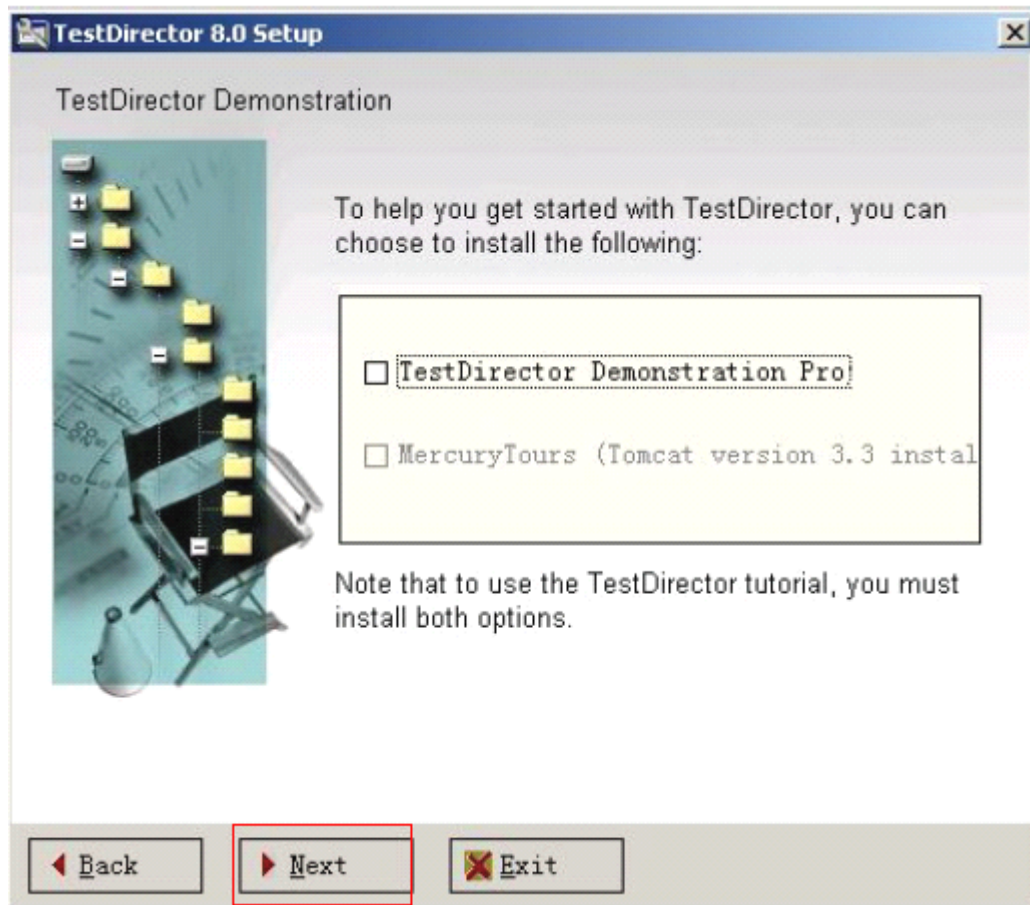 TestDirector 8.0 Setup
TestDirector Demonstration
To help you get started with TestDirector, you can
choose to install the following:
TestDirector Demonstration Pro
MercuryTours (Tomcat version 3.3 instal
Note that to use the TestDirector tutorial, you must
install both options.
Back
Next
Exit